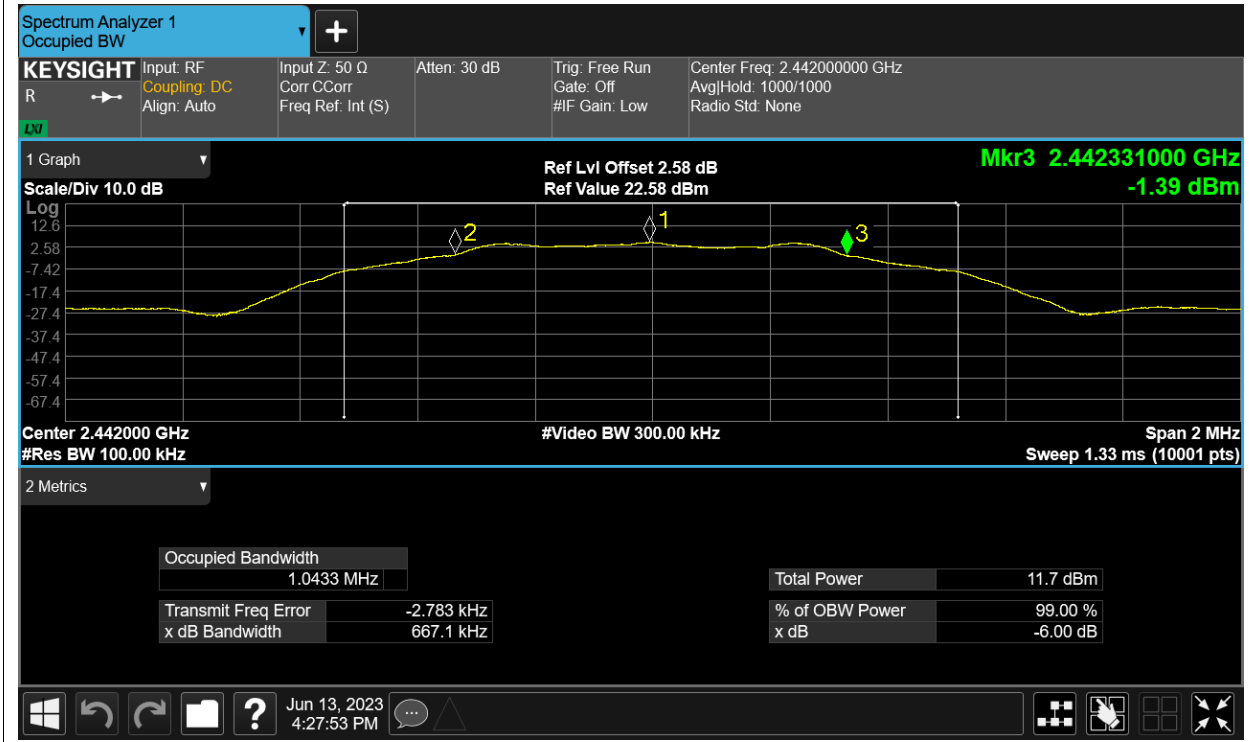 Spectrum Analyzer 1
Occupied BW
KEYSIGHT
R
LXI
Input: RF
Coupling: DC
Align: Auto
Input Z: 50 Ω
Corr CCorr
Freq Ref: Int (S)
Atten: 30 dB
Trig: Free Run
Gate: Off
#IF Gain: Low
Center Freq: 2.442000000 GHz
Avg|Hold: 1000/1000
Radio Std: None
1 Graph
Scale/Div 10.0 dB
Ref Lvl Offset 2.58 dB
Ref Value 22.58 dBm
Mkr3 2.442331000 GHz
-1.39 dBm
Log
12.6
2.58
-7.42
-17.4
-27.4
-37.4
-47.4
-57.4
-67.4
2
1
3
Center 2.442000 GHz
#Video BW 300.00 kHz
Span 2 MHz
#Res BW 100.00 kHz
Sweep 1.33 ms (10001 pts)
2 Metrics
Occupied Bandwidth
1.0433 MHz
Total Power 11.7 dBm
Transmit Freq Error -2.783 kHz
% of OBW Power 99.00 %
x dB Bandwidth 667.1 kHz
x dB -6.00 dB
?
Jun 13, 2023
4:27:53 PM